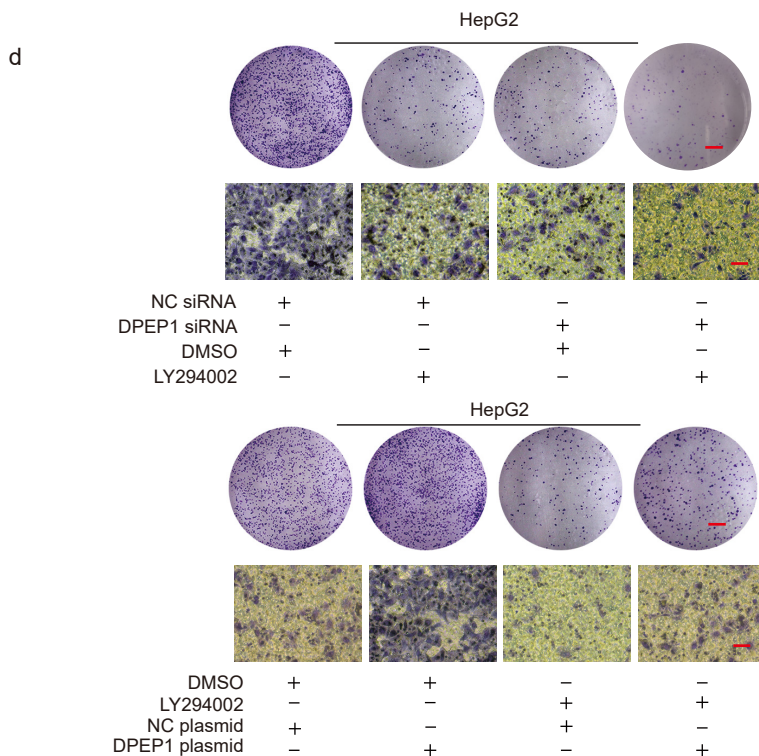 HepG2
d
NC siRNA + + − −
DPEP1 siRNA − − + +
DMSO + − + −
LY294002 − + − +
HepG2
DMSO + + − −
LY294002 − − + +
NC plasmid + − + −
DPEP1 plasmid − + − +